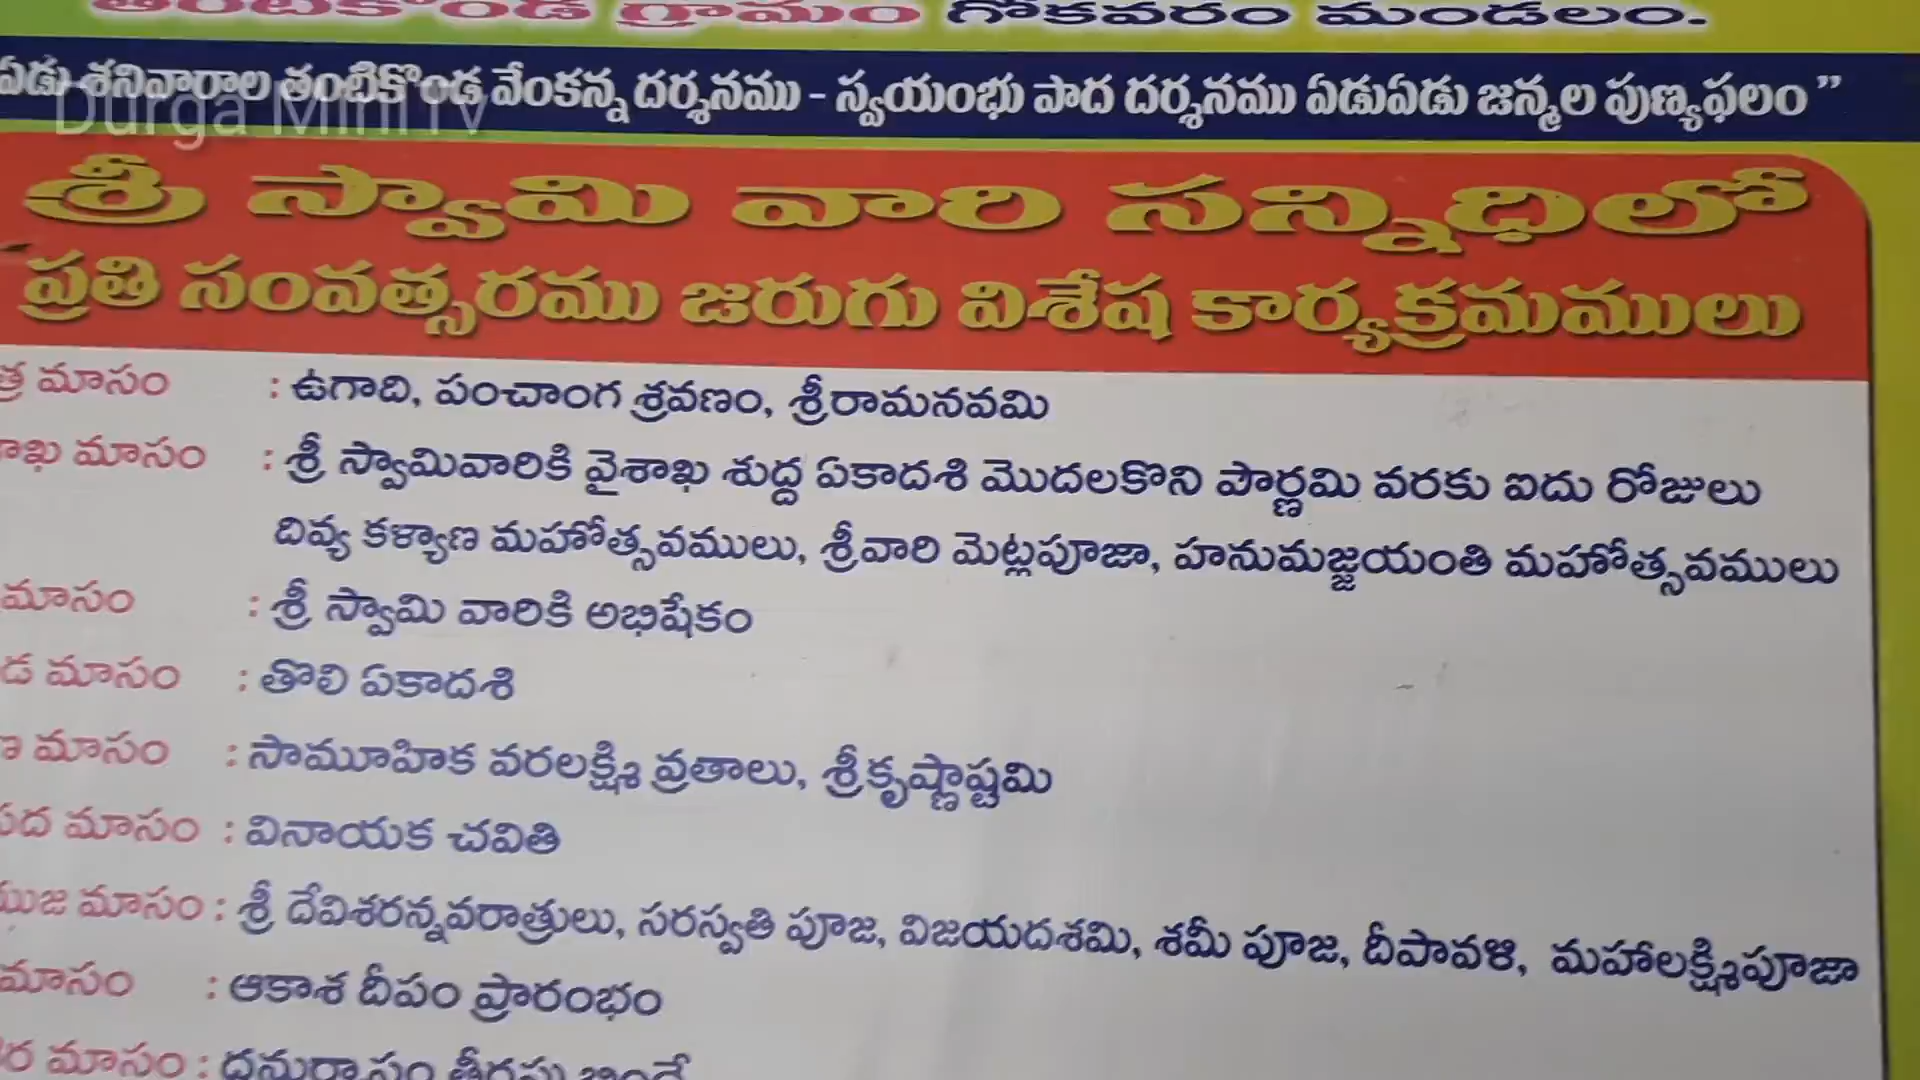 గ్రామం గోకవరం మండలం.
ఏడు శనివారాల తంటికొండ వేంకన్న దర్శనము - స్వయంభు పాద దర్శనము ఏడుఏడు జన్మల పుణ్యఫలం"
Durga Mini Tv
శ్రీ స్వామి వారి సన్నిధిలో
ప్రతి సంవత్సరము జరుగు విశేష కార్యక్రమములు
మాసం : ఉగాది, పంచాంగ శ్రవణం, శ్రీరామనవమి
మాసం : శ్రీ స్వామివారికి వైశాఖ శుద్ధ ఏకాదశి మొదలకొని పౌర్ణమి వరకు ఐదు రోజులు
దివ్య కళ్యాణ మహోత్సవములు, శ్రీవారి మెట్లపూజా, హనుమజ్జయంతి మహోత్సవములు
మాసం : శ్రీ స్వామి వారికి అభిషేకం
మాసం : తొలి ఏకాదశి
మాసం : సామూహిక వరలక్ష్మి వ్రతాలు, శ్రీకృష్ణాష్టమి
మాసం : వినాయక చవితి
మాసం : శ్రీ దేవిశరన్నవరాత్రులు, సరస్వతి పూజ, విజయదశమి, శమీ పూజ, దీపావళి, మహాలక్ష్మిపూజా
మాసం : ఆకాశ దీపం ప్రారంభం
మాసం :